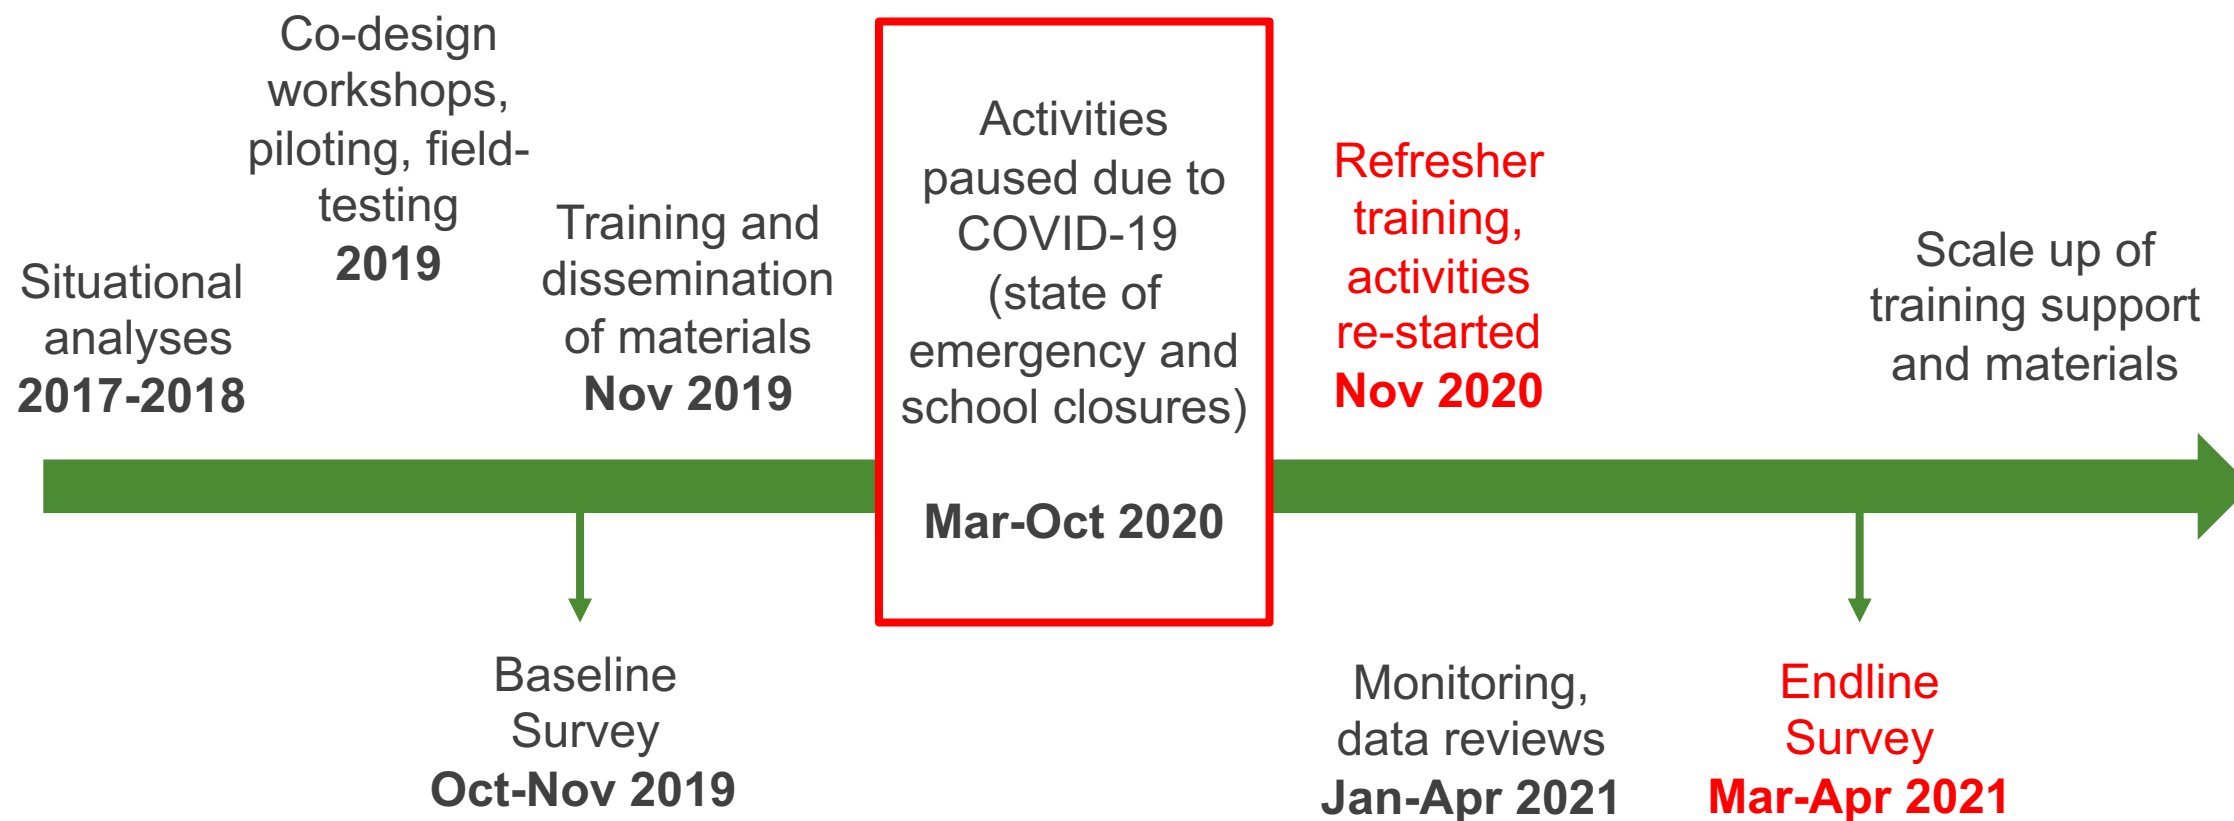 Situational
analyses
2017-2018
Co-design
workshops,
piloting, field-
testing
2019
Training and
dissemination
of materials
Nov 2019
Activities
paused due to
COVID-19
(state of
emergency and
school closures)
Mar-Oct 2020
Refresher
training,
activities
re-started
Nov 2020
Scale up of
training support
and materials
Baseline
Survey
Oct-Nov 2019
Monitoring,
data reviews
Jan-Apr 2021
Endline
Survey
Mar-Apr 2021